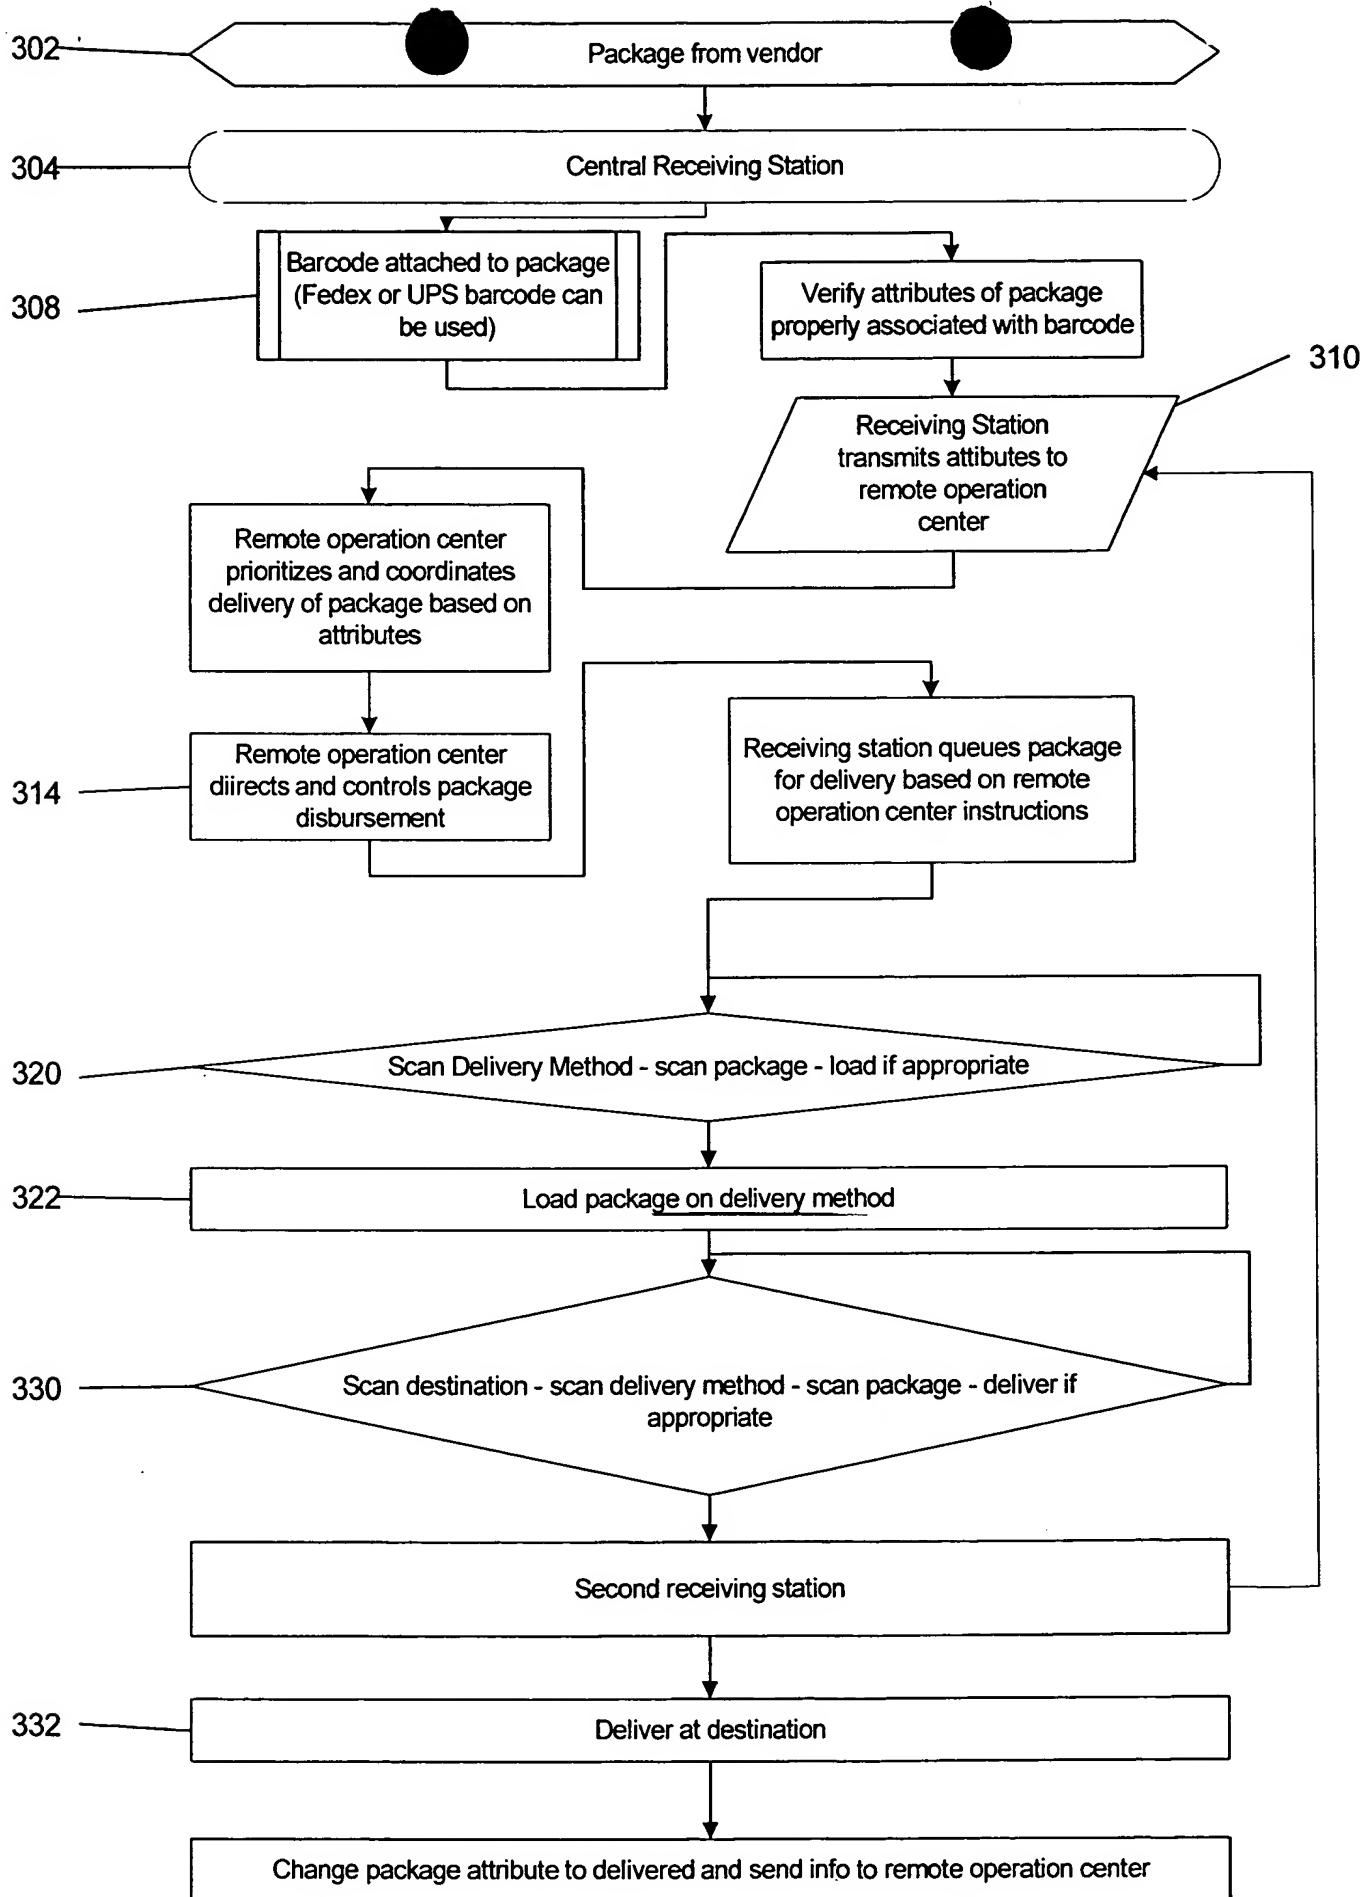 302
Package from vendor
304
Central Receiving Station
308
Barcode attached to package
(Fedex or UPS barcode can
be used)
Verify attributes of package
properly associated with barcode
310
Receiving Station
transmits attibutes to
remote operation
center
Remote operation center
prioritizes and coordinates
delivery of package based on
attributes
314
Remote operation center
diirects and controls package
disbursement
Receiving station queues package
for delivery based on remote
operation center instructions
320
Scan Delivery Method - scan package - load if appropriate
322
Load package on delivery method
330
Scan destination - scan delivery method - scan package - deliver if
appropriate
Second receiving station
332
Deliver at destination
Change package attribute to delivered and send info to remote operation center